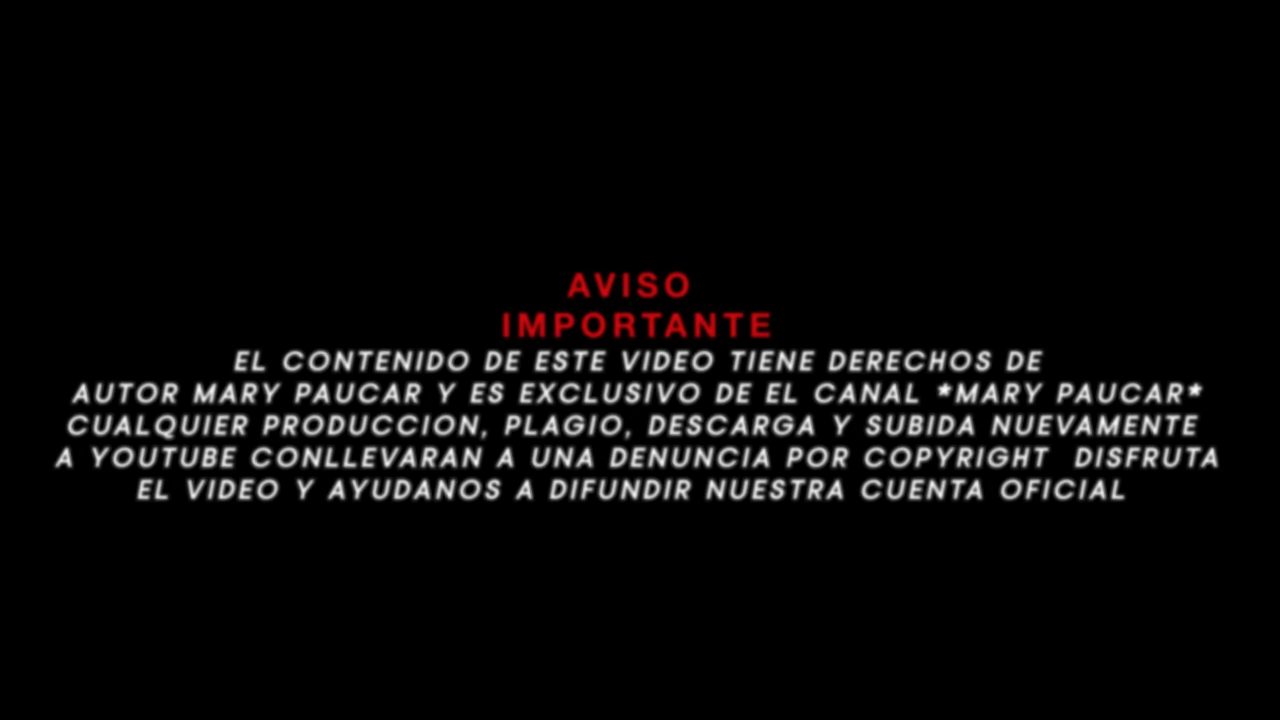 AVISO
IMPORTANTE
EL CONTENIDO DE ESTE VIDEO TIENE DERECHOS DE
AUTOR MARY PAUCAR Y ES EXCLUSIVO DE EL CANAL *MARY PAUCAR*
CUALQUIER PRODUCCION, PLAGIO, DESCARGA Y SUBIDA NUEVAMENTE
A YOUTUBE CONLLEVARAN A UNA DENUNCIA POR COPYRIGHT  DISFRUTA
EL VIDEO Y AYUDANOS A DIFUNDIR NUESTRA CUENTA OFICIAL